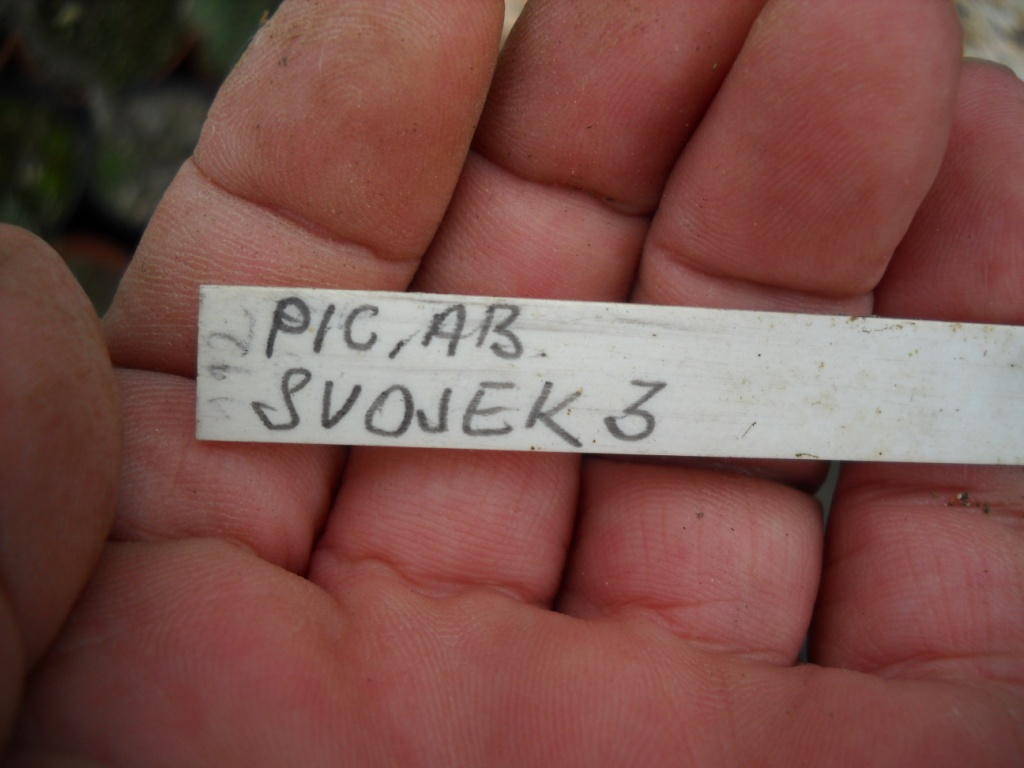 PIC, AB.
SVOJEK 3